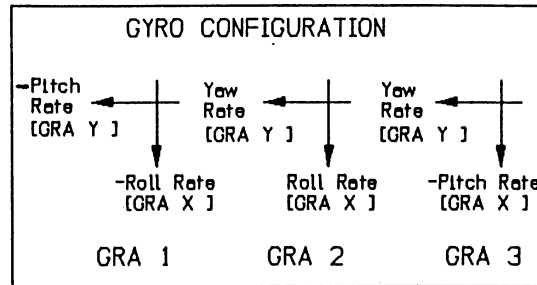 GYRO CONFIGURATION
-Pitch
Rate
[GRA Y ]
Yaw
Rate
[GRA Y ]
Yaw
Rate
[GRA Y ]
-Roll Rate
[GRA X ]
Roll Rate
[GRA X ]
-Pitch Rate
[GRA X ]
GRA 1
GRA 2
GRA 3